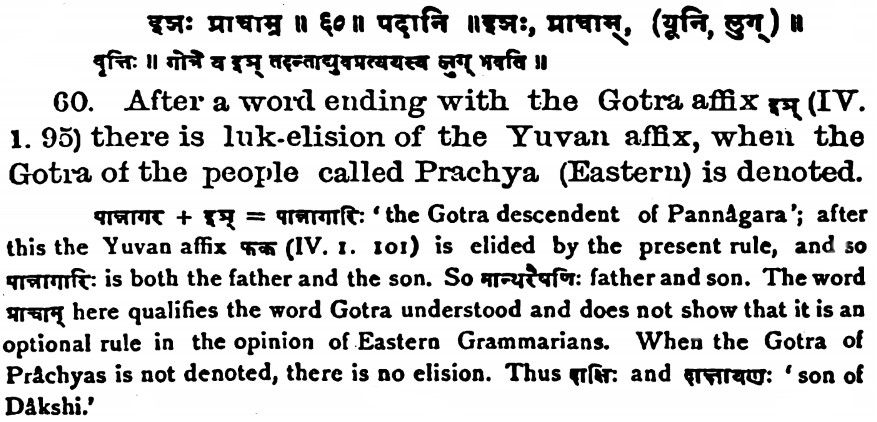 इञः प्राचाम् ॥ ६० ॥ पदानि ॥ इञः, प्राचाम्, (यूनि, लुग्) ॥
वृत्तिः ॥ गोत्रे य इञ् तदन्ताद्युवप्रत्ययस्य लुग् भवति ॥
60. After a word ending with the Gotra affix इञ् (IV.
1. 95) there is luk-elision of the Yuvan affix, when the
Gotra of the people called Prachya (Eastern) is denoted.
पान्नागर + इञ् = पान्नागारिः 'the Gotra descendent of Pannâgara'; after
this the Yuvan affix फक (IV. 1. 101) is elided by the present rule, and so
पान्नागारिः is both the father and the son. So मान्थरैषणिः father and son. The word
प्राचाम् here qualifies the word Gotra understood and does not show that it is an
optional rule in the opinion of Eastern Grammarians. When the Gotra of
Prâchyas is not denoted, there is no elision. Thus दाक्षिः and दाक्षायणः 'son of
Dâkshi.'